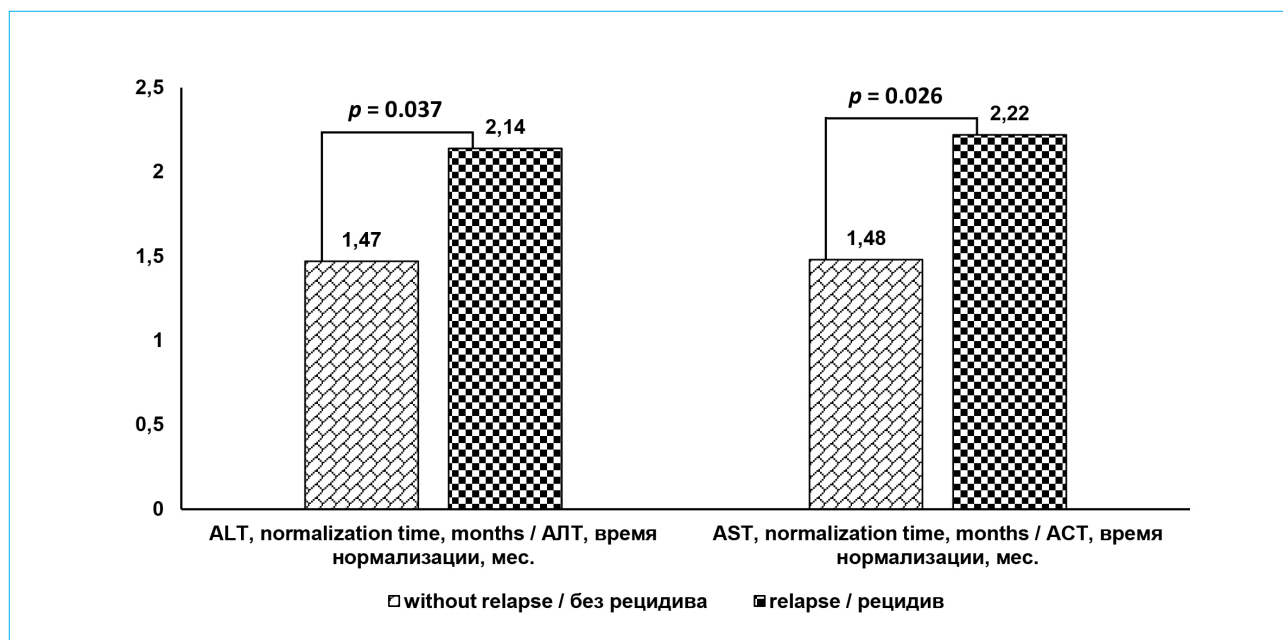 2,5
2
1,5
1
0,5
0
p = 0.037
2,14
1,47
p = 0.026
2,22
1,48
ALT, normalization time, months / АЛТ, время
нормализации, мес.
AST, normalization time, months / АСТ, время
нормализации, мес.
without relapse / без рецидива
relapse / рецидив